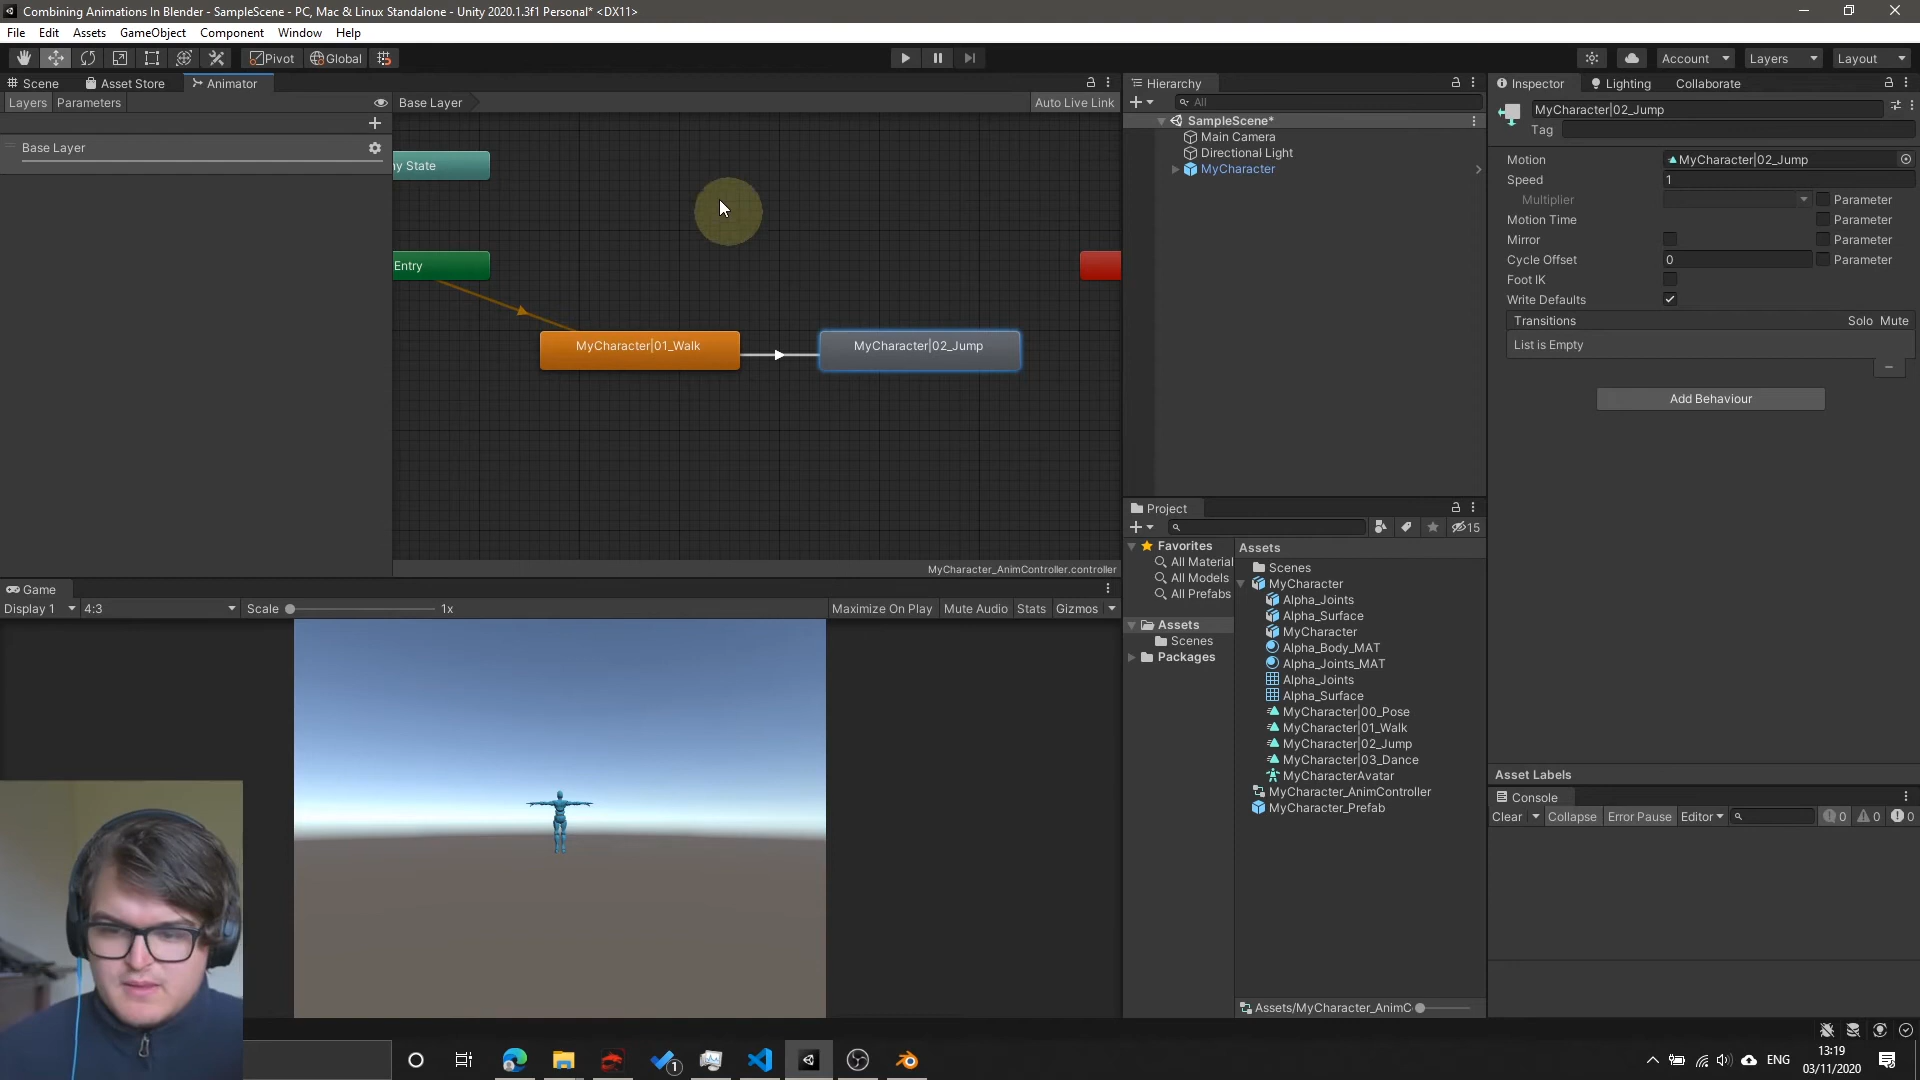 Combining Animations In Blender - SampleScene - PC, Mac & Linux Standalone - Unity 2020.1.3f1 Personal* <DX11>
File Edit Assets GameObject Component Window Help
Pivot Global Account Layers Layout
Scene Asset Store Animator
Layers Parameters
Base Layer Auto Live Link
Base Layer
ny State
Entry
MyCharacter|01_Walk
MyCharacter|02_Jump
MyCharacter_AnimController.controller
Game
Display 1 4:3 Scale 1x Maximize On Play Mute Audio Stats Gizmos
Hierarchy
All
SampleScene*
Main Camera
Directional Light
MyCharacter
Project
15
Favorites
All Material
All Models
All Prefabs
Assets
Scenes
Packages
Assets
Scenes
MyCharacter
Alpha_Joints
Alpha_Surface
MyCharacter
Alpha_Body_MAT
Alpha_Joints_MAT
Alpha_Joints
Alpha_Surface
MyCharacter|00_Pose
MyCharacter|01_Walk
MyCharacter|02_Jump
MyCharacter|03_Dance
MyCharacterAvatar
MyCharacter_AnimController
MyCharacter_Prefab
Assets/MyCharacter_AnimC
Inspector Lighting Collaborate
MyCharacter|02_Jump
Tag
Motion MyCharacter|02_Jump
Speed 1
Multiplier Parameter
Motion Time Parameter
Mirror Parameter
Cycle Offset 0 Parameter
Foot IK
Write Defaults
Transitions Solo Mute
List is Empty
Add Behaviour
Asset Labels
Console
Clear Collapse Error Pause Editor 0 0 0
1
ENG
13:19
03/11/2020